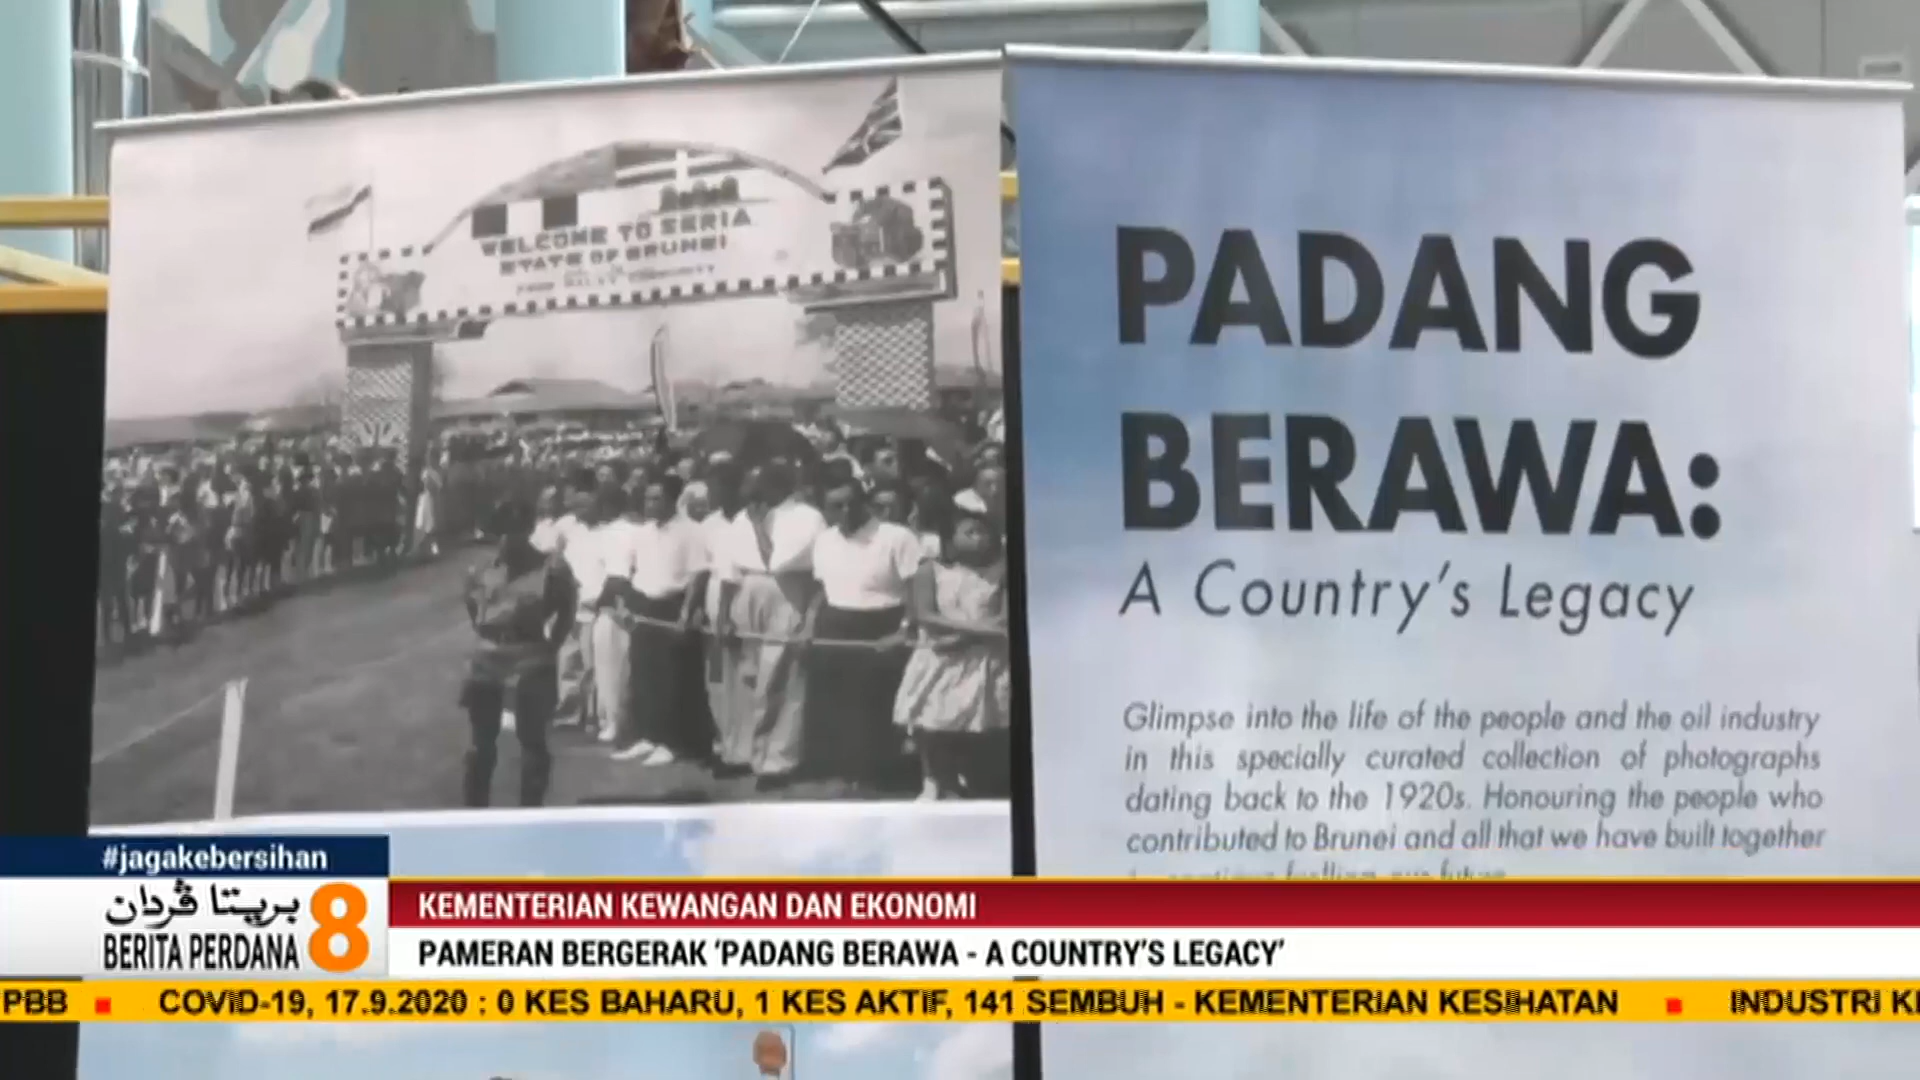 WELCOME TO SERIA
STATE OF BRUNEI
PADANG
BERAWA:
A Country's Legacy
Glimpse into the life of the people and the oil industry
in this specially curated collection of photographs
dating back to the 1920s. Honouring the people who
contributed to Brunei and all that we have built together
#jagakebersihan
بريتا ڤردان
BERITA PERDANA 8
KEMENTERIAN KEWANGAN DAN EKONOMI
PAMERAN BERGERAK ‘PADANG BERAWA - A COUNTRY’S LEGACY’
PBB ■ COVID-19, 17.9.2020 : 0 KES BAHARU, 1 KES AKTIF, 141 SEMBUH - KEMENTERIAN KESIHATAN ■ INDUSTRI